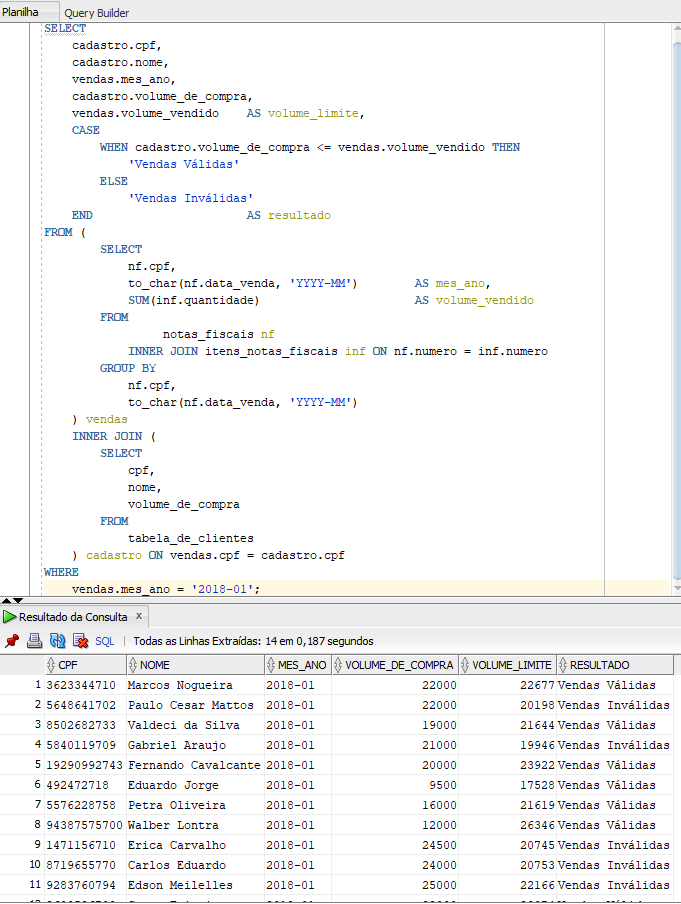 Planilha Query Builder
SELECT
cadastro.cpf,
cadastro.nome,
vendas.mes_ano,
cadastro.volume_de_compra,
vendas.volume_vendido AS volume_limite,
CASE
WHEN cadastro.volume_de_compra <= vendas.volume_vendido THEN
'Vendas Válidas'
ELSE
'Vendas Inválidas'
END AS resultado
FROM (
SELECT
nf.cpf,
to_char(nf.data_venda, 'YYYY-MM') AS mes_ano,
SUM(inf.quantidade) AS volume_vendido
FROM
notas_fiscais nf
INNER JOIN itens_notas_fiscais inf ON nf.numero = inf.numero
GROUP BY
nf.cpf,
to_char(nf.data_venda, 'YYYY-MM')
) vendas
INNER JOIN (
SELECT
cpf,
nome,
volume_de_compra
FROM
tabela_de_clientes
) cadastro ON vendas.cpf = cadastro.cpf
WHERE
vendas.mes_ano = '2018-01';
Resultado da Consulta x
SQL | Todas as Linhas Extraídas: 14 em 0,187 segundos
CPF NOME MES_ANO VOLUME_DE_COMPRA VOLUME_LIMITE RESULTADO
1 3623344710 Marcos Nogueira 2018-01 22000 22677 Vendas Válidas
2 5648641702 Paulo Cesar Mattos 2018-01 22000 20198 Vendas Inválidas
3 8502682733 Valdeci da Silva 2018-01 19000 21644 Vendas Válidas
4 5840119709 Gabriel Araujo 2018-01 21000 19946 Vendas Inválidas
5 19290992743 Fernando Cavalcante 2018-01 20000 23922 Vendas Válidas
6 492472718 Eduardo Jorge 2018-01 9500 17528 Vendas Válidas
7 5576228758 Petra Oliveira 2018-01 16000 21619 Vendas Válidas
8 94387575700 Walber Lontra 2018-01 12000 26346 Vendas Válidas
9 1471156710 Erica Carvalho 2018-01 24500 20745 Vendas Inválidas
10 8719655770 Carlos Eduardo 2018-01 24000 20753 Vendas Inválidas
11 9283760794 Edson Meilelles 2018-01 25000 22166 Vendas Inválidas